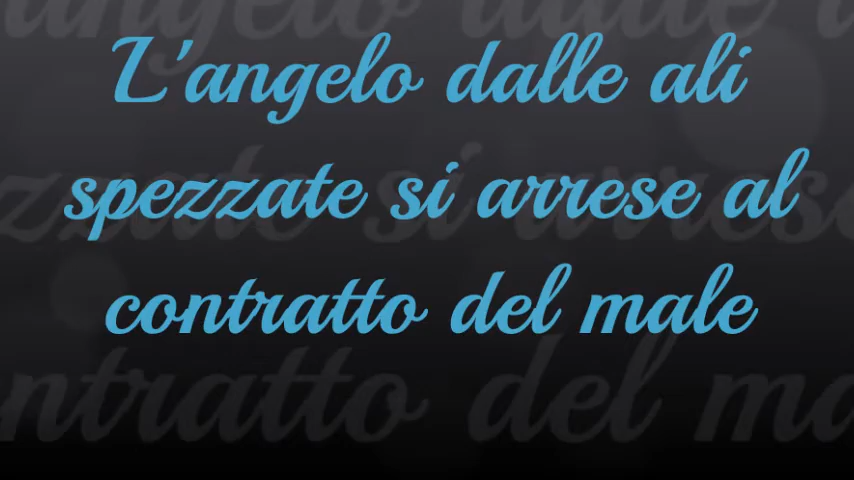 L'angelo dalle ali
spezzate si arrese al
contratto del male